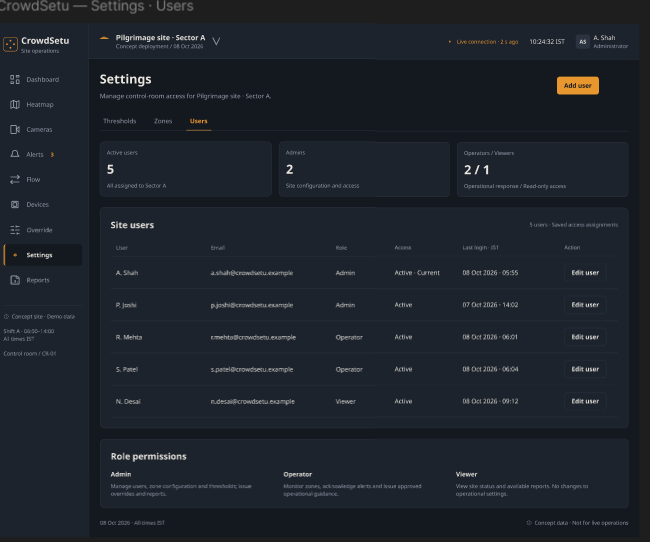 CrowdSetu — Settings · Users
CrowdSetu
Site operations
Pilgrimage site · Sector A
Concept deployment / 08 Oct 2026
Live connection · 2 s ago
10:24:32 IST
AS
A. Shah
Administrator
Dashboard
Heatmap
Cameras
Alerts 3
Flow
Devices
Override
Settings
Reports
Concept site · Demo data
Shift A · 06:00–14:00
All times IST
Control room / CR-01
Settings
Manage control-room access for Pilgrimage site · Sector A.
Add user
Thresholds Zones Users
Active users
5
All assigned to Sector A
Admins
2
Site configuration and access
Operators / Viewers
2 / 1
Operational response / Read-only access
Site users
5 users · Saved access assignments
User Email Role Access Last login · IST Action
A. Shah a.shah@crowdsetu.example Admin Active · Current 08 Oct 2026 · 05:55 Edit user
P. Joshi p.joshi@crowdsetu.example Admin Active 07 Oct 2026 · 14:02 Edit user
R. Mehta r.mehta@crowdsetu.example Operator Active 08 Oct 2026 · 06:01 Edit user
S. Patel s.patel@crowdsetu.example Operator Active 08 Oct 2026 · 06:04 Edit user
N. Desai n.desai@crowdsetu.example Viewer Active 08 Oct 2026 · 09:12 Edit user
Role permissions
Admin
Manage users, zone configuration and thresholds; issue
overrides and reports.
Operator
Monitor zones, acknowledge alerts and issue approved
operational guidance.
Viewer
View site status and available reports. No changes to
operational settings.
08 Oct 2026 · All times IST
Concept data · Not for live operations